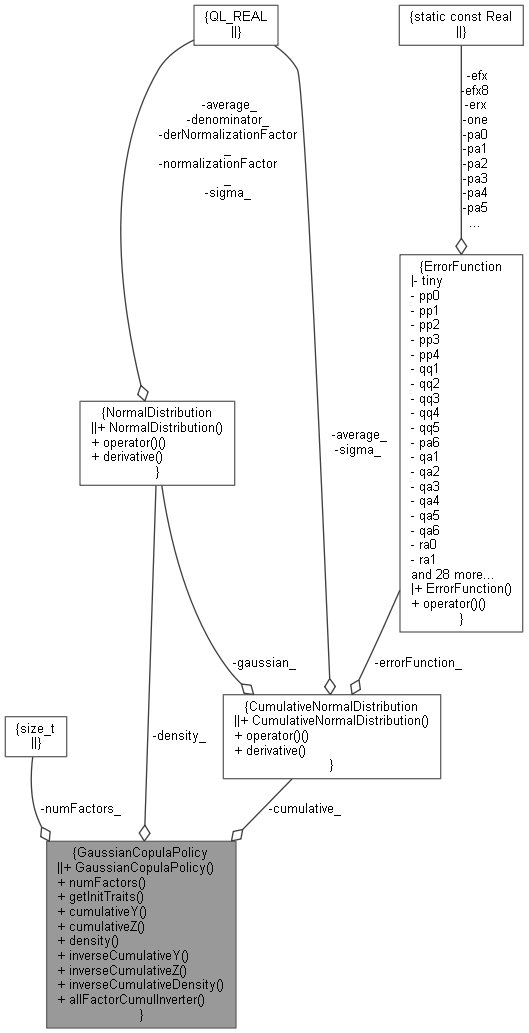 {QL_REAL
||}
{static const Real
||}
-average_
-denominator_
-derNormalizationFactor
_
-normalizationFactor
_
-sigma_
-efx
-efx8
-erx
-one
-pa0
-pa1
-pa2
-pa3
-pa4
-pa5
...
{ErrorFunction
|- tiny
- pp0
- pp1
- pp2
- pp3
- pp4
- qq1
- qq2
- qq3
- qq4
- qq5
- pa6
- qa1
- qa2
- qa3
- qa4
- qa5
- qa6
- ra0
- ra1
and 28 more...
|+ ErrorFunction()
+ operator()()
}
{NormalDistribution
||+ NormalDistribution()
+ operator()()
+ derivative()
}
-average_
-sigma_
-gaussian_
-errorFunction_
{CumulativeNormalDistribution
||+ CumulativeNormalDistribution()
+ operator()()
+ derivative()
}
{size_t
||}
-density_
-numFactors_
-cumulative_
{GaussianCopulaPolicy
||+ GaussianCopulaPolicy()
+ numFactors()
+ getInitTraits()
+ cumulativeY()
+ cumulativeZ()
+ density()
+ inverseCumulativeY()
+ inverseCumulativeZ()
+ inverseCumulativeDensity()
+ allFactorCumulInverter()
}